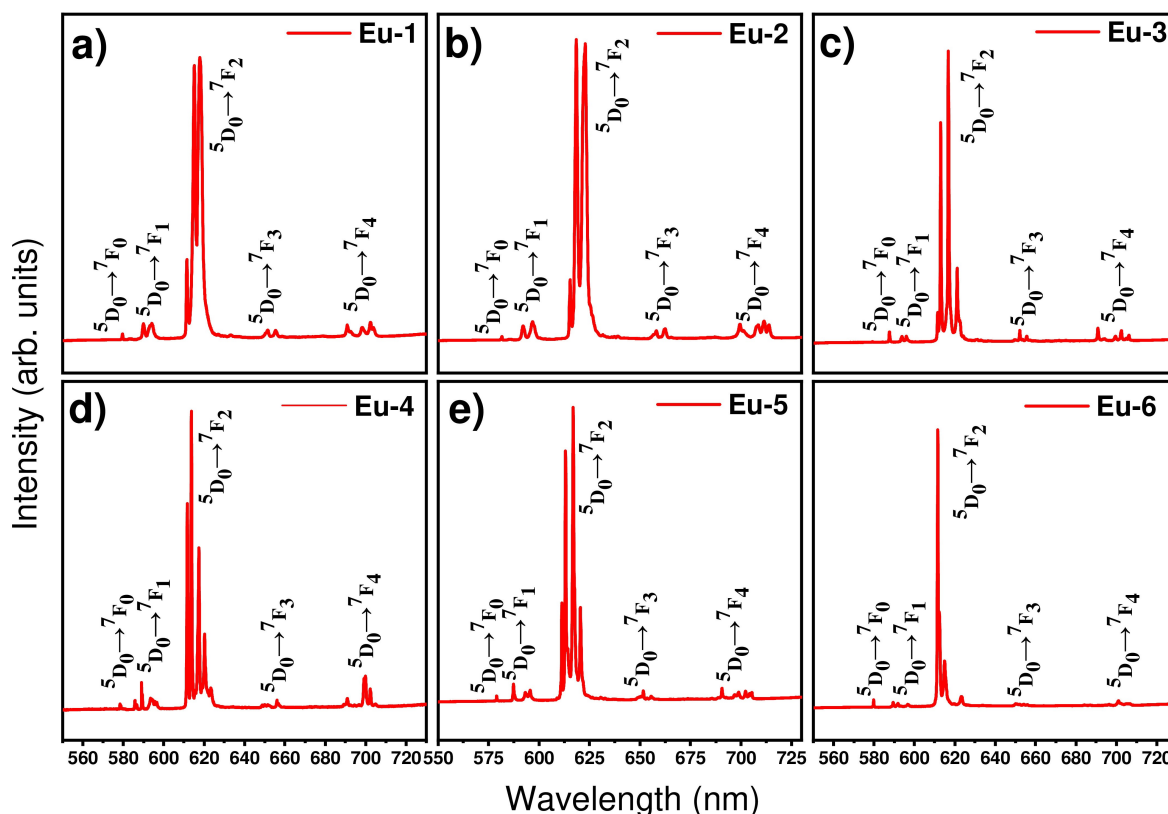 a)
Eu-1
⁵D₀→⁷F₀
⁵D₀→⁷F₁
⁵D₀→⁷F₂
⁵D₀→⁷F₃
⁵D₀→⁷F₄
b)
Eu-2
⁵D₀→⁷F₀
⁵D₀→⁷F₁
⁵D₀→⁷F₂
⁵D₀→⁷F₃
⁵D₀→⁷F₄
c)
Eu-3
⁵D₀→⁷F₀
⁵D₀→⁷F₁
⁵D₀→⁷F₂
⁵D₀→⁷F₃
⁵D₀→⁷F₄
Intensity (arb. units)
d)
Eu-4
⁵D₀→⁷F₀
⁵D₀→⁷F₁
⁵D₀→⁷F₂
⁵D₀→⁷F₃
⁵D₀→⁷F₄
560 580 600 620 640 660 680 700 720
e)
Eu-5
⁵D₀→⁷F₀
⁵D₀→⁷F₁
⁵D₀→⁷F₂
⁵D₀→⁷F₃
⁵D₀→⁷F₄
550 575 600 625 650 675 700 725
Eu-6
⁵D₀→⁷F₀
⁵D₀→⁷F₁
⁵D₀→⁷F₂
⁵D₀→⁷F₃
⁵D₀→⁷F₄
560 580 600 620 640 660 680 700 720
Wavelength (nm)